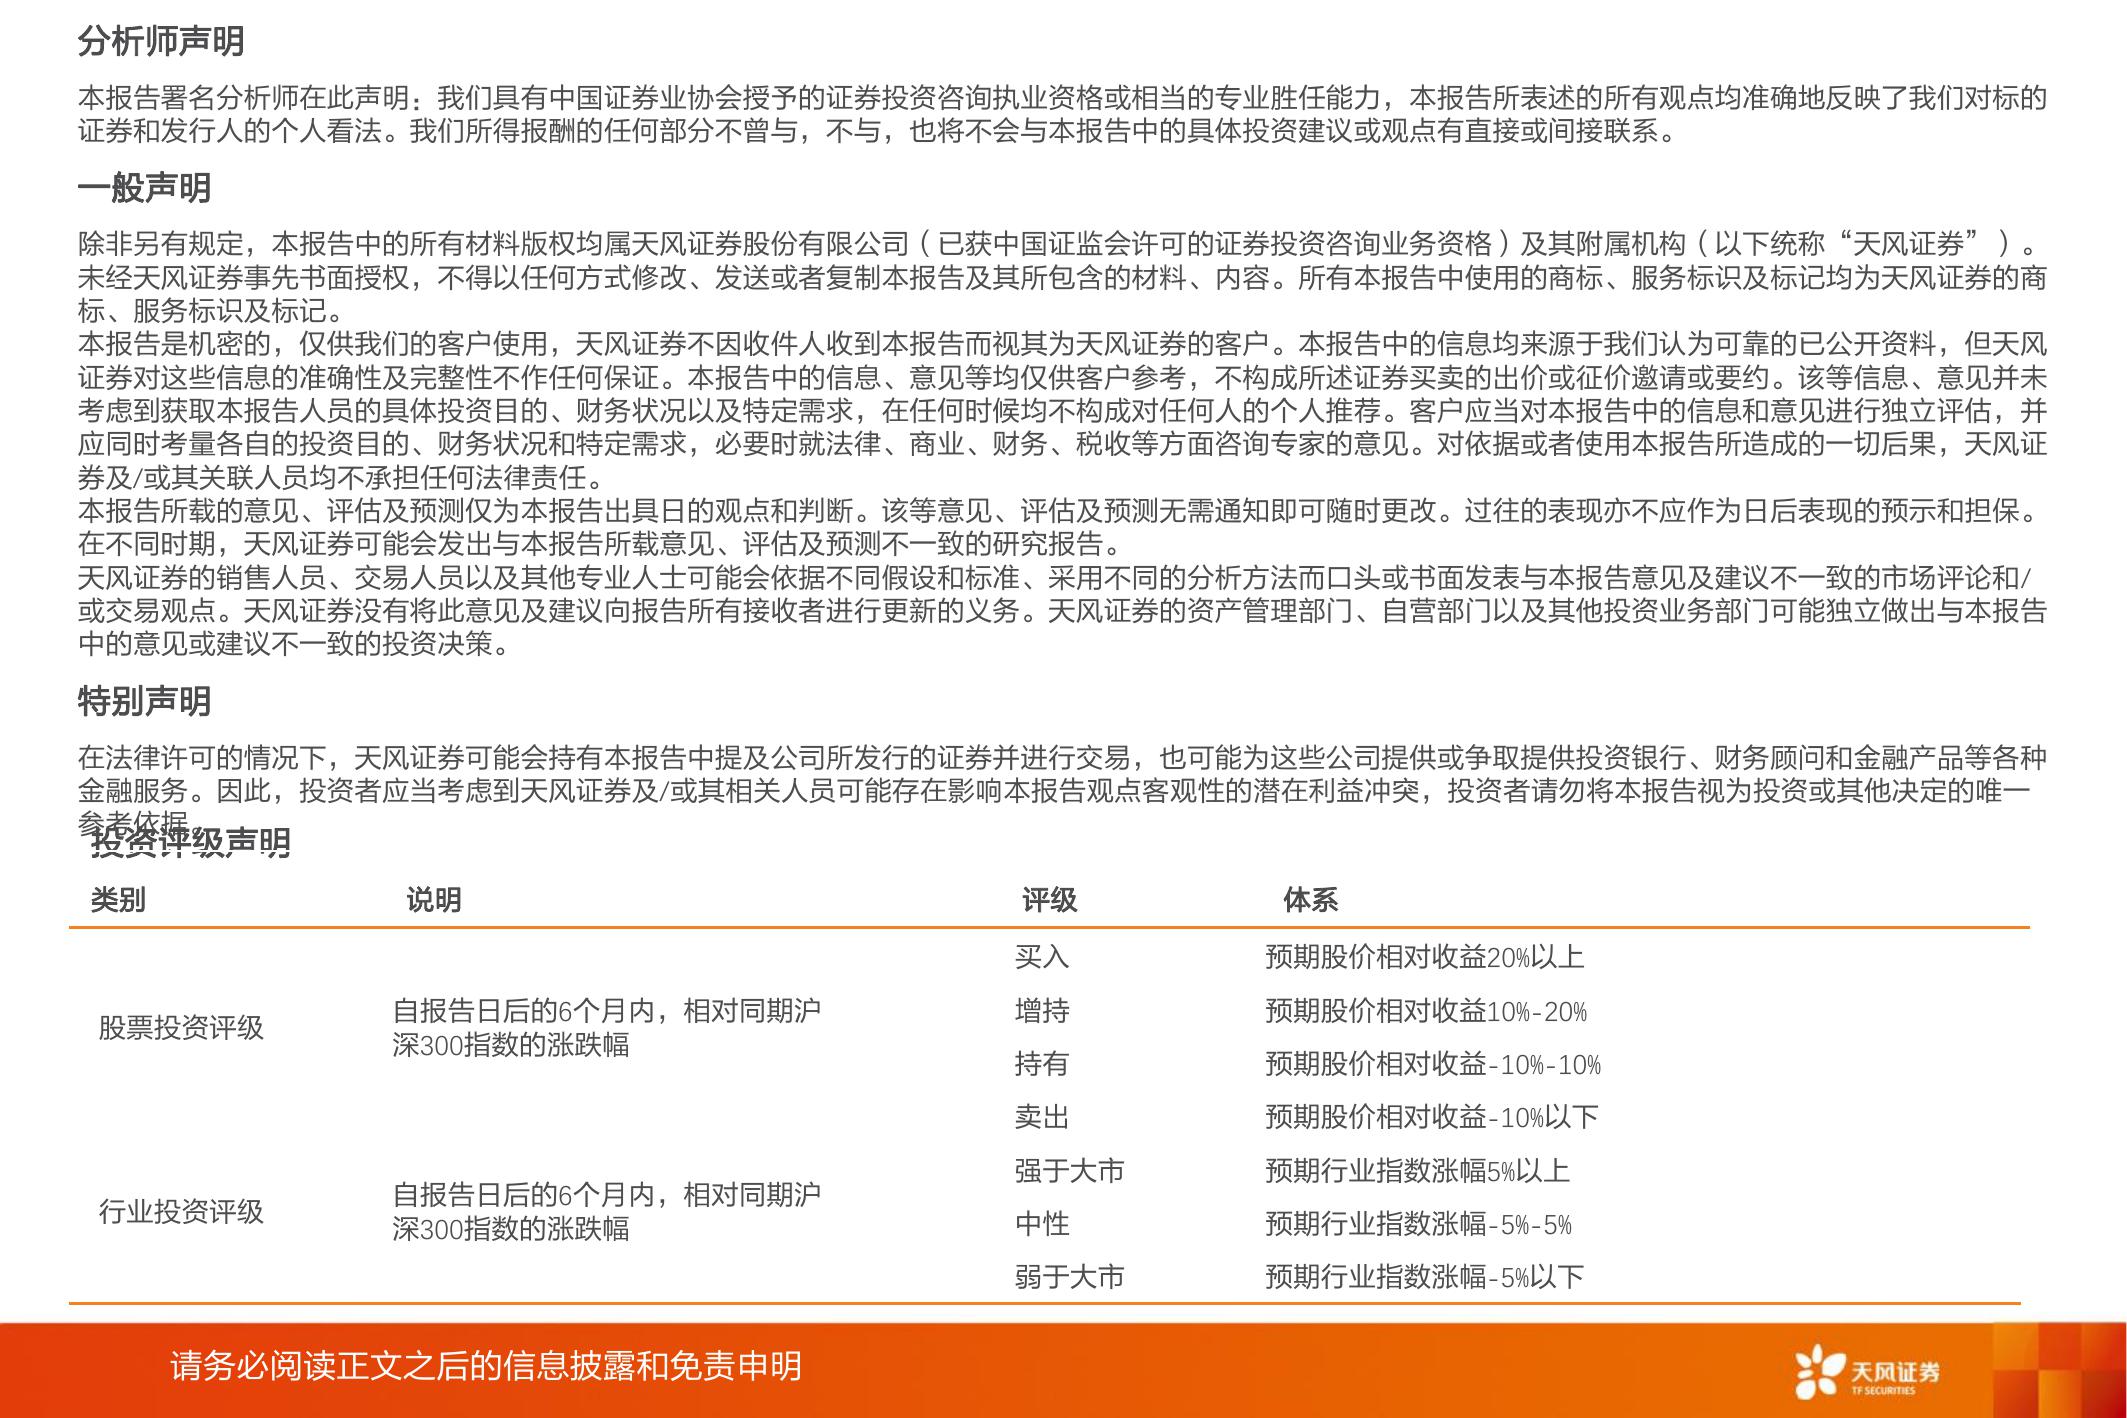 分析师声明
本报告署名分析师在此声明：我们具有中国证券业协会授予的证券投资咨询执业资格或相当的专业胜任能力，本报告所表述的所有观点均准确地反映了我们对标的
证券和发行人的个人看法。我们所得报酬的任何部分不曾与，不与，也将不会与本报告中的具体投资建议或观点有直接或间接联系。
一般声明
除非另有规定，本报告中的所有材料版权均属天风证券股份有限公司（已获中国证监会许可的证券投资咨询业务资格）及其附属机构（以下统称“天风证券”）。
未经天风证券事先书面授权，不得以任何方式修改、发送或者复制本报告及其所包含的材料、内容。所有本报告中使用的商标、服务标识及标记均为天风证券的商
标、服务标识及标记。
本报告是机密的，仅供我们的客户使用，天风证券不因收件人收到本报告而视其为天风证券的客户。本报告中的信息均来源于我们认为可靠的已公开资料，但天风
证券对这些信息的准确性及完整性不作任何保证。本报告中的信息、意见等均仅供客户参考，不构成所述证券买卖的出价或征价邀请或要约。该等信息、意见并未
考虑到获取本报告人员的具体投资目的、财务状况以及特定需求，在任何时候均不构成对任何人的个人推荐。客户应当对本报告中的信息和意见进行独立评估，并
应同时考量各自的投资目的、财务状况和特定需求，必要时就法律、商业、财务、税收等方面咨询专家的意见。对依据或者使用本报告所造成的一切后果，天风证
券及/或其关联人员均不承担任何法律责任。
本报告所载的意见、评估及预测仅为本报告出具日的观点和判断。该等意见、评估及预测无需通知即可随时更改。过往的表现亦不应作为日后表现的预示和担保。
在不同时期，天风证券可能会发出与本报告所载意见、评估及预测不一致的研究报告。
天风证券的销售人员、交易人员以及其他专业人士可能会依据不同假设和标准、采用不同的分析方法而口头或书面发表与本报告意见及建议不一致的市场评论和/
或交易观点。天风证券没有将此意见及建议向报告所有接收者进行更新的义务。天风证券的资产管理部门、自营部门以及其他投资业务部门可能独立做出与本报告
中的意见或建议不一致的投资决策。
特别声明
在法律许可的情况下，天风证券可能会持有本报告中提及公司所发行的证券并进行交易，也可能为这些公司提供或争取提供投资银行、财务顾问和金融产品等各种
金融服务。因此，投资者应当考虑到天风证券及/或其相关人员可能存在影响本报告观点客观性的潜在利益冲突，投资者请勿将本报告视为投资或其他决定的唯一
参考依据。
投资评级声明
类别 说明 评级 体系
买入 预期股价相对收益20%以上
股票投资评级 自报告日后的6个月内，相对同期沪
深300指数的涨跌幅
增持 预期股价相对收益10%-20%
持有 预期股价相对收益-10%-10%
卖出 预期股价相对收益-10%以下
强于大市 预期行业指数涨幅5%以上
行业投资评级 自报告日后的6个月内，相对同期沪
深300指数的涨跌幅
中性 预期行业指数涨幅-5%-5%
弱于大市 预期行业指数涨幅-5%以下
请务必阅读正文之后的信息披露和免责申明
天风证券
TF SECURITIES